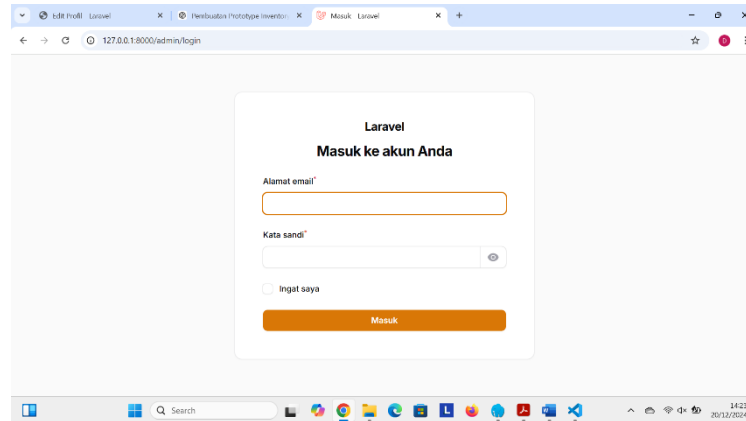 Edit Profil Laravel
Pembuatan Prototype Inventori
Masuk Laravel
127.0.0.1:8000/admin/login
D
Laravel
Masuk ke akun Anda
Alamat email*
Kata sandi*
Ingat saya
Masuk
Search
L
14:23
20/12/2024